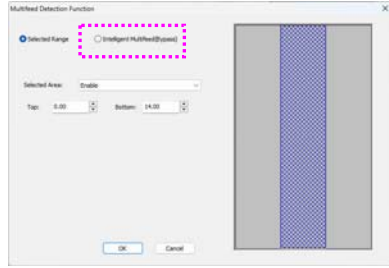 Multifeed Detection Function
Selected Range Intelligent Multifeed(Bypass)
Selected Area: Enable
Top: 0.00 Bottom: 14.00
OK Cancel